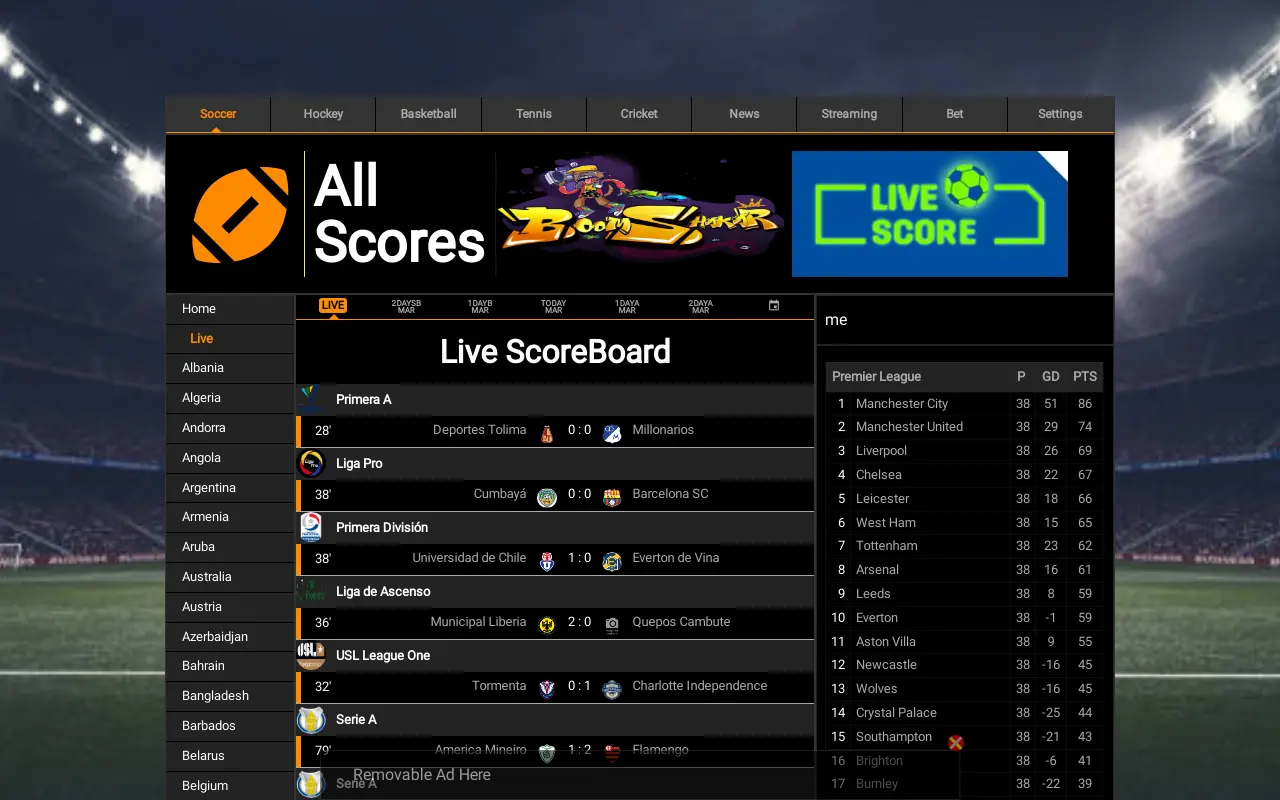 Soccer Hockey Basketball Tennis Cricket News Streaming Bet Settings
All
Scores
BoomShakaR
LIVE
SCORE
Home
Live
Albania
Algeria
Andorra
Angola
Argentina
Armenia
Aruba
Australia
Austria
Azerbaidjan
Bahrain
Bangladesh
Barbados
Belarus
Belgium
LIVE 2DAYSB MAR 1DAYB MAR TODAY MAR 1DAYA MAR 2DAYA MAR
Live ScoreBoard
Primera A
28' Deportes Tolima 0 : 0 Millonarios
Liga Pro
38' Cumbayá 0 : 0 Barcelona SC
Primera División
38' Universidad de Chile 1 : 0 Everton de Vina
Liga de Ascenso
36' Municipal Liberia 2 : 0 Quepos Cambute
USL League One
32' Tormenta 0 : 1 Charlotte Independence
Serie A
79' America Mineiro 1 : 2 Flamengo
Serie A
Removable Ad Here
me
Premier League P GD PTS
1 Manchester City 38 51 86
2 Manchester United 38 29 74
3 Liverpool 38 26 69
4 Chelsea 38 22 67
5 Leicester 38 18 66
6 West Ham 38 15 65
7 Tottenham 38 23 62
8 Arsenal 38 16 61
9 Leeds 38 8 59
10 Everton 38 -1 59
11 Aston Villa 38 9 55
12 Newcastle 38 -16 45
13 Wolves 38 -16 45
14 Crystal Palace 38 -25 44
15 Southampton 38 -21 43
16 Brighton 38 -6 41
17 Burnley 38 -22 39